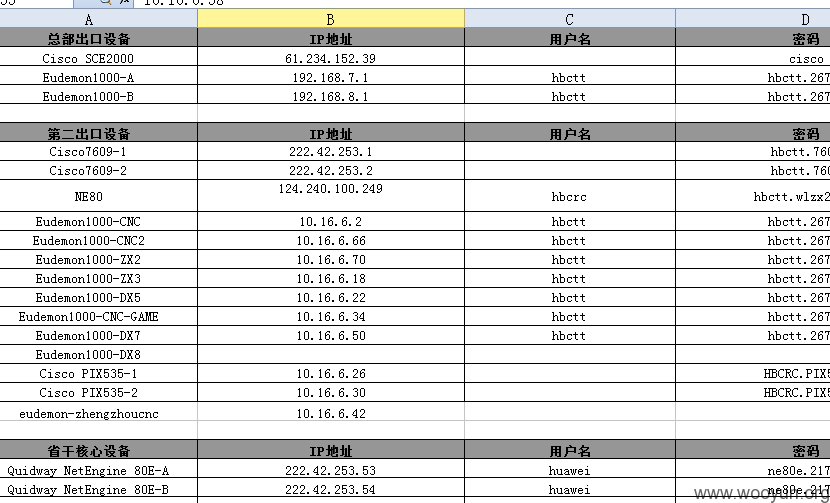 55 10.16.6.58
A B C D
总部出口设备 IP地址 用户名 密码
Cisco SCE2000 61.234.152.39 cisco
Eudemon1000-A 192.168.7.1 hbctt hbctt.267
Eudemon1000-B 192.168.8.1 hbctt hbctt.267
第二出口设备 IP地址 用户名 密码
Cisco7609-1 222.42.253.1 hbctt.760
Cisco7609-2 222.42.253.2 hbctt.760
NE80 124.240.100.249 hbcrc hbctt.wlzx2
Eudemon1000-CNC 10.16.6.2 hbctt hbctt.267
Eudemon1000-CNC2 10.16.6.66 hbctt hbctt.267
Eudemon1000-ZX2 10.16.6.70 hbctt hbctt.267
Eudemon1000-ZX3 10.16.6.18 hbctt hbctt.267
Eudemon1000-DX5 10.16.6.22 hbctt hbctt.267
Eudemon1000-CNC-GAME 10.16.6.34 hbctt hbctt.267
Eudemon1000-DX7 10.16.6.50 hbctt hbctt.267
Eudemon1000-DX8
Cisco PIX535-1 10.16.6.26 HBCRC.PIX5
Cisco PIX535-2 10.16.6.30 HBCRC.PIX5
eudemon-zhengzhoucnc 10.16.6.42
省干核心设备 IP地址 用户名 密码
Quidway NetEngine 80E-A 222.42.253.53 huawei ne80e.217
Quidway NetEngine 80E-B 222.42.253.54 huawei ne80e.217
www.wooyun.org